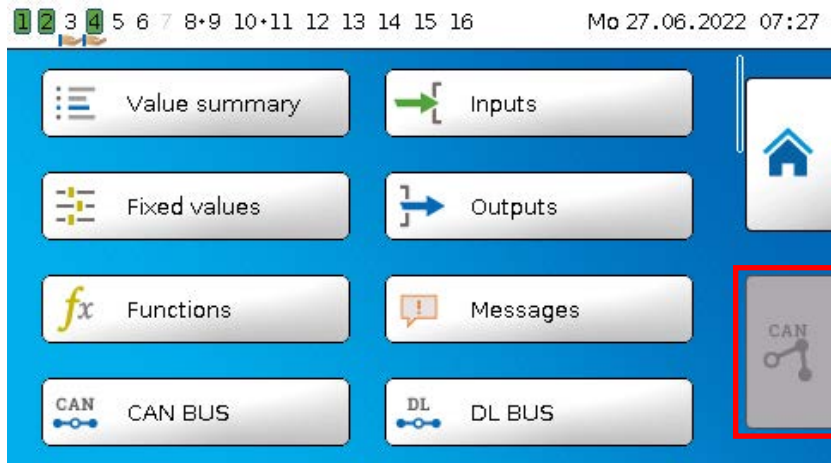 1 2 3 4 5 6 7 8•9 10•11 12 13 14 15 16 Mo 27.06.2022 07:27
Value summary
Inputs
Fixed values
Outputs
fx Functions
! Messages
CAN
CAN CAN BUS
DL DL BUS